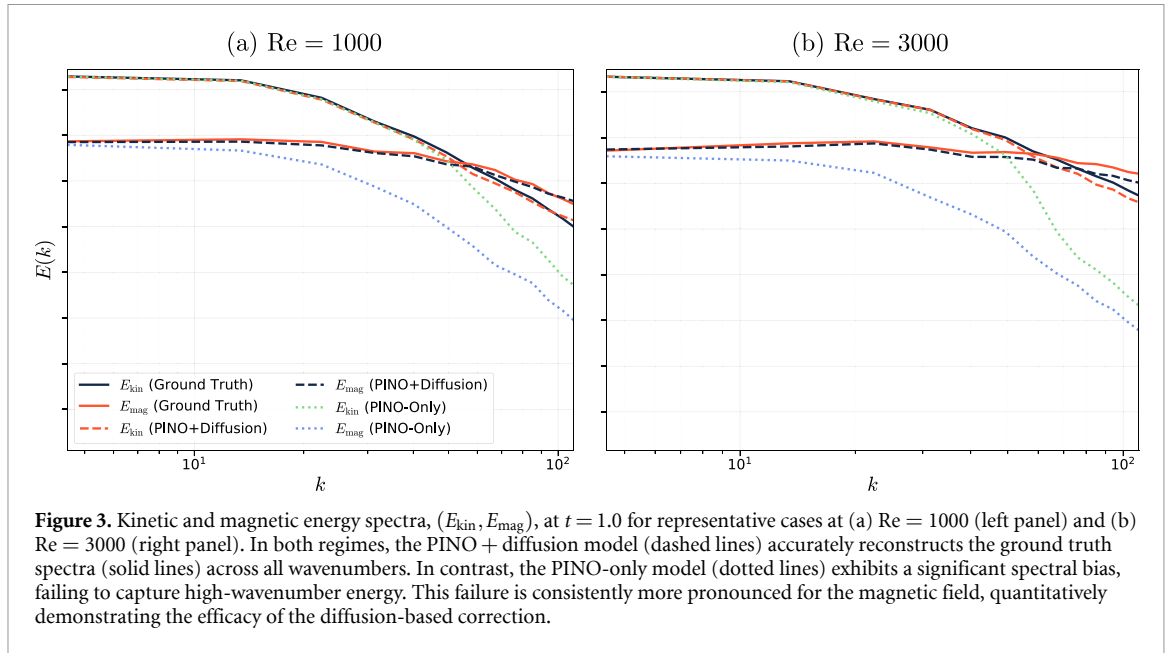 (a) Re = 1000
(b) Re = 3000
E(k)
E_kin (Ground Truth)
E_mag (Ground Truth)
E_kin (PINO+Diffusion)
E_mag (PINO+Diffusion)
E_kin (PINO-Only)
E_mag (PINO-Only)
10^1
10^2
k
10^1
10^2
k
Figure 3. Kinetic and magnetic energy spectra, (E_kin, E_mag), at t = 1.0 for representative cases at (a) Re = 1000 (left panel) and (b)
Re = 3000 (right panel). In both regimes, the PINO + diffusion model (dashed lines) accurately reconstructs the ground truth
spectra (solid lines) across all wavenumbers. In contrast, the PINO-only model (dotted lines) exhibits a significant spectral bias,
failing to capture high-wavenumber energy. This failure is consistently more pronounced for the magnetic field, quantitatively
demonstrating the efficacy of the diffusion-based correction.